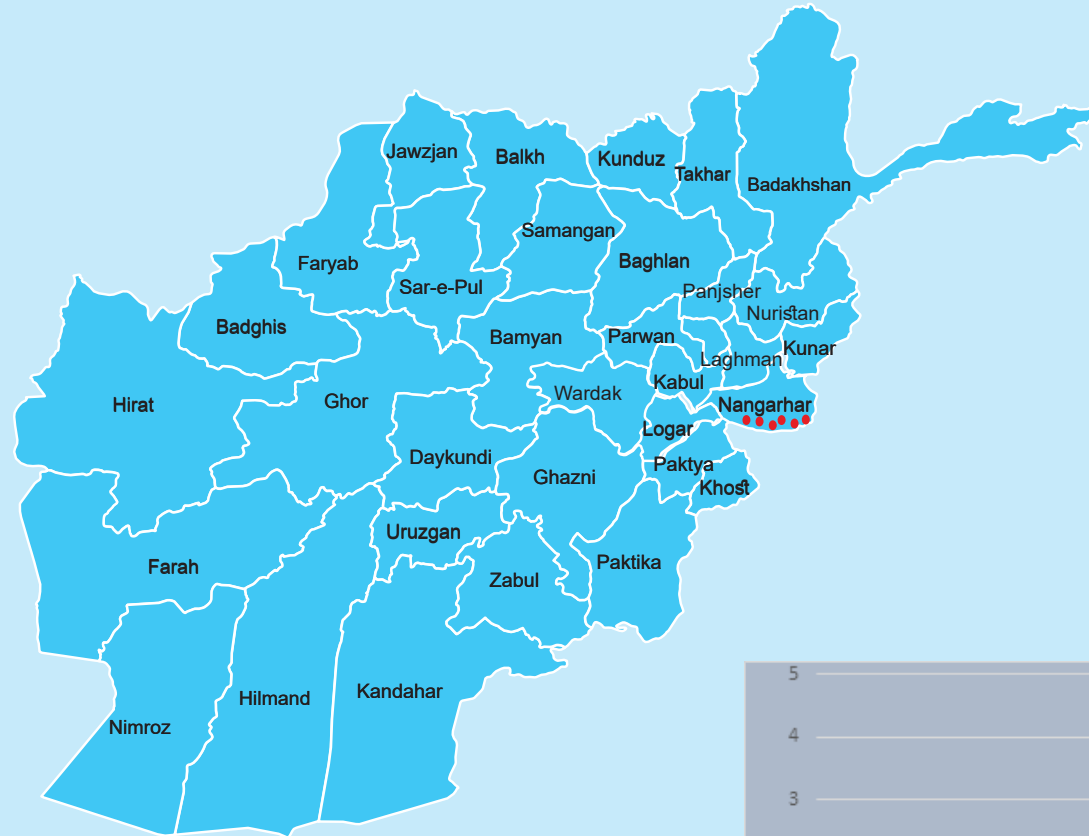 Jawzjan
Balkh
Kunduz
Takhar
Badakhshan
Samangan
Faryab
Baghlan
Sar-e-Pul
Panjsher
Nuristan
Badghis
Bamyan
Parwan
Laghman
Kunar
Kabul
Wardak
Ghor
Hirat
Nangarhar
Logar
Daykundi
Paktya
Ghazni
Khost
Uruzgan
Paktika
Farah
Zabul
Kandahar
Hilmand
Nimroz
5
4
3